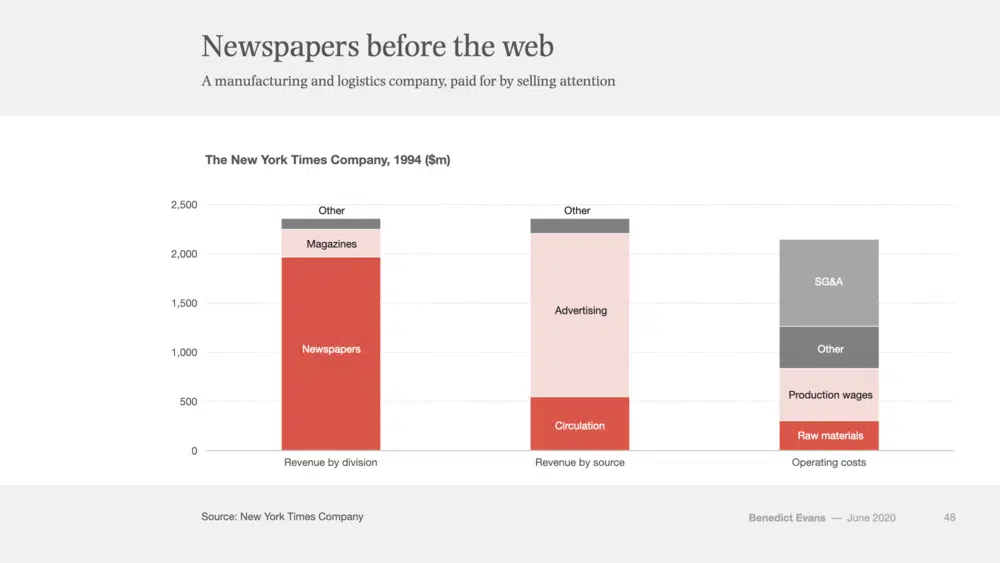 Newspapers before the web
A manufacturing and logistics company, paid for by selling attention
The New York Times Company, 1994 ($m)
2,500
2,000
1,500
1,000
500
0
Other
Magazines
Newspapers
Revenue by division
Other
Advertising
Circulation
Revenue by source
SG&A
Other
Production wages
Raw materials
Operating costs
Source: New York Times Company
Benedict Evans — June 2020
48